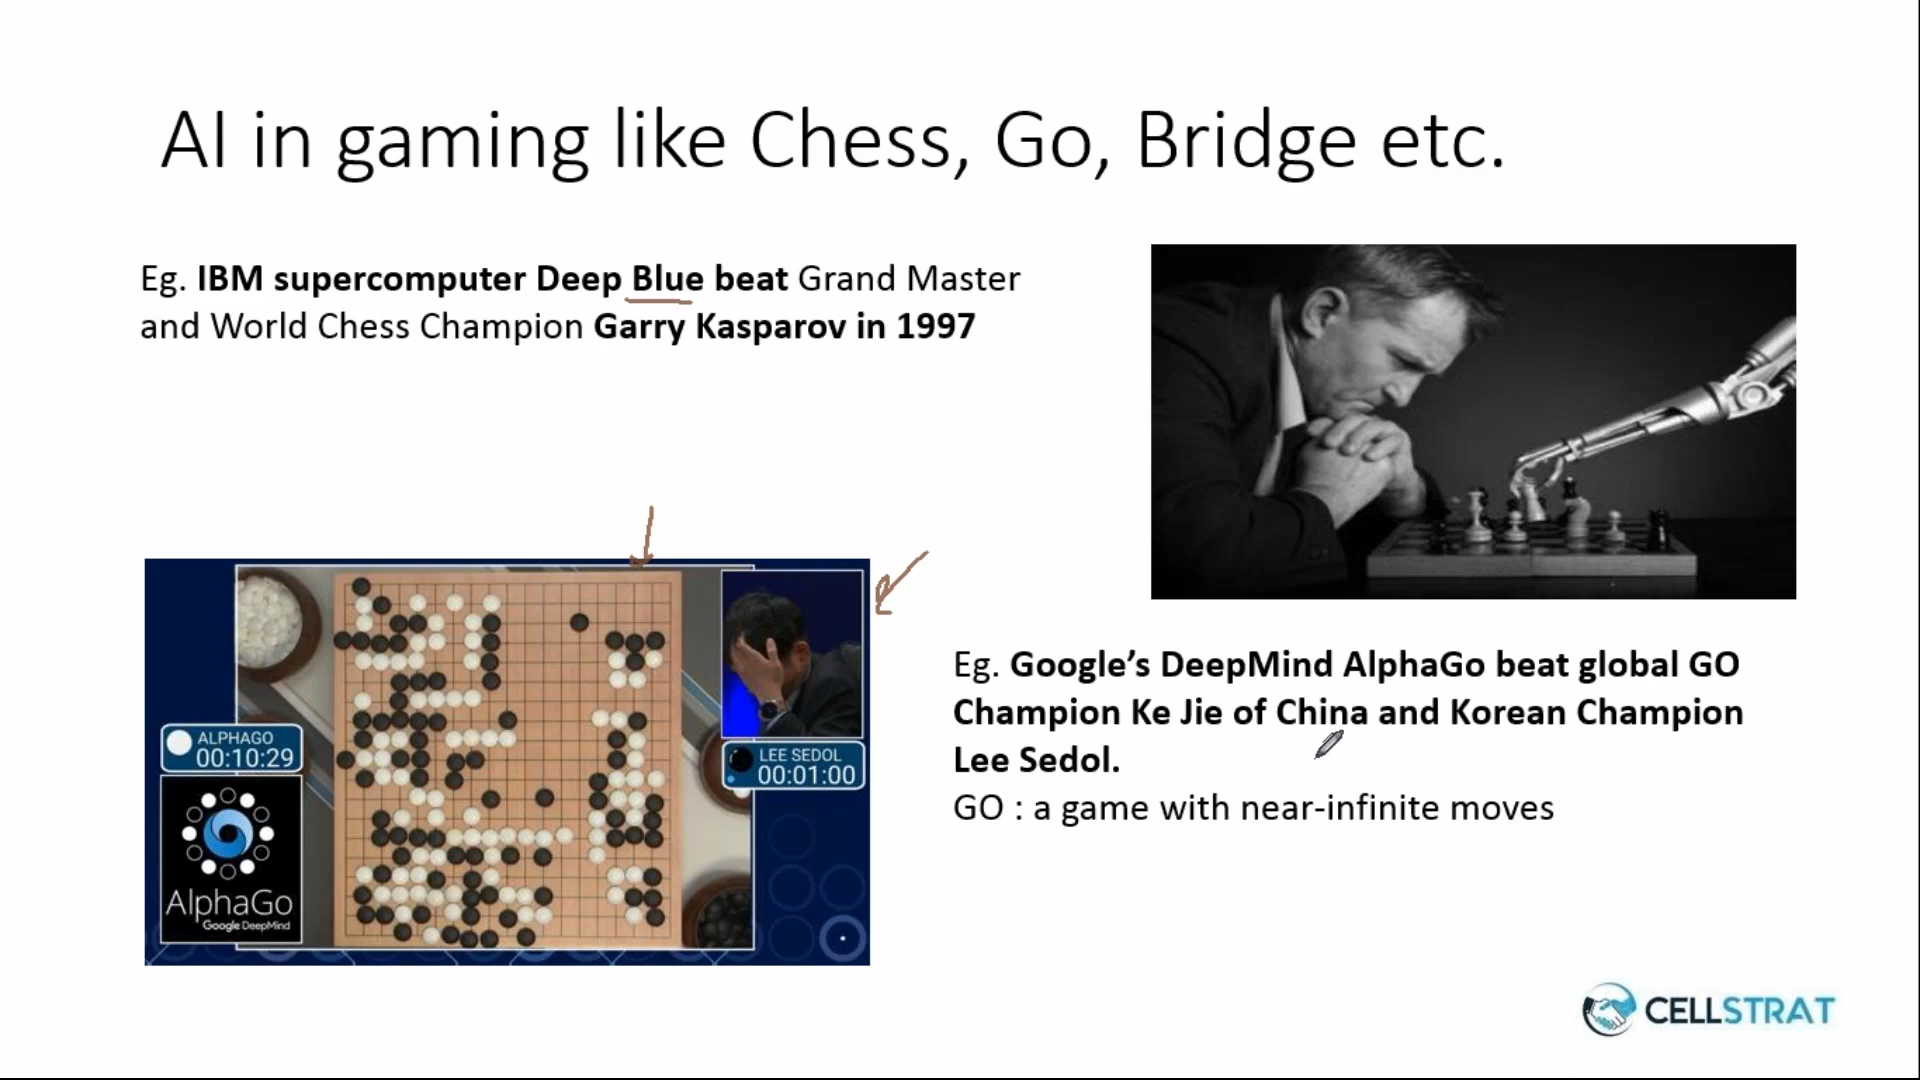 AI in gaming like Chess, Go, Bridge etc.
Eg. IBM supercomputer Deep Blue beat Grand Master
and World Chess Champion Garry Kasparov in 1997
ALPHAGO
00:10:29
LEE SEDOL
00:01:00
AlphaGo
Google DeepMind
Eg. Google’s DeepMind AlphaGo beat global GO
Champion Ke Jie of China and Korean Champion
Lee Sedol.
GO : a game with near-infinite moves
CELLSTRAT